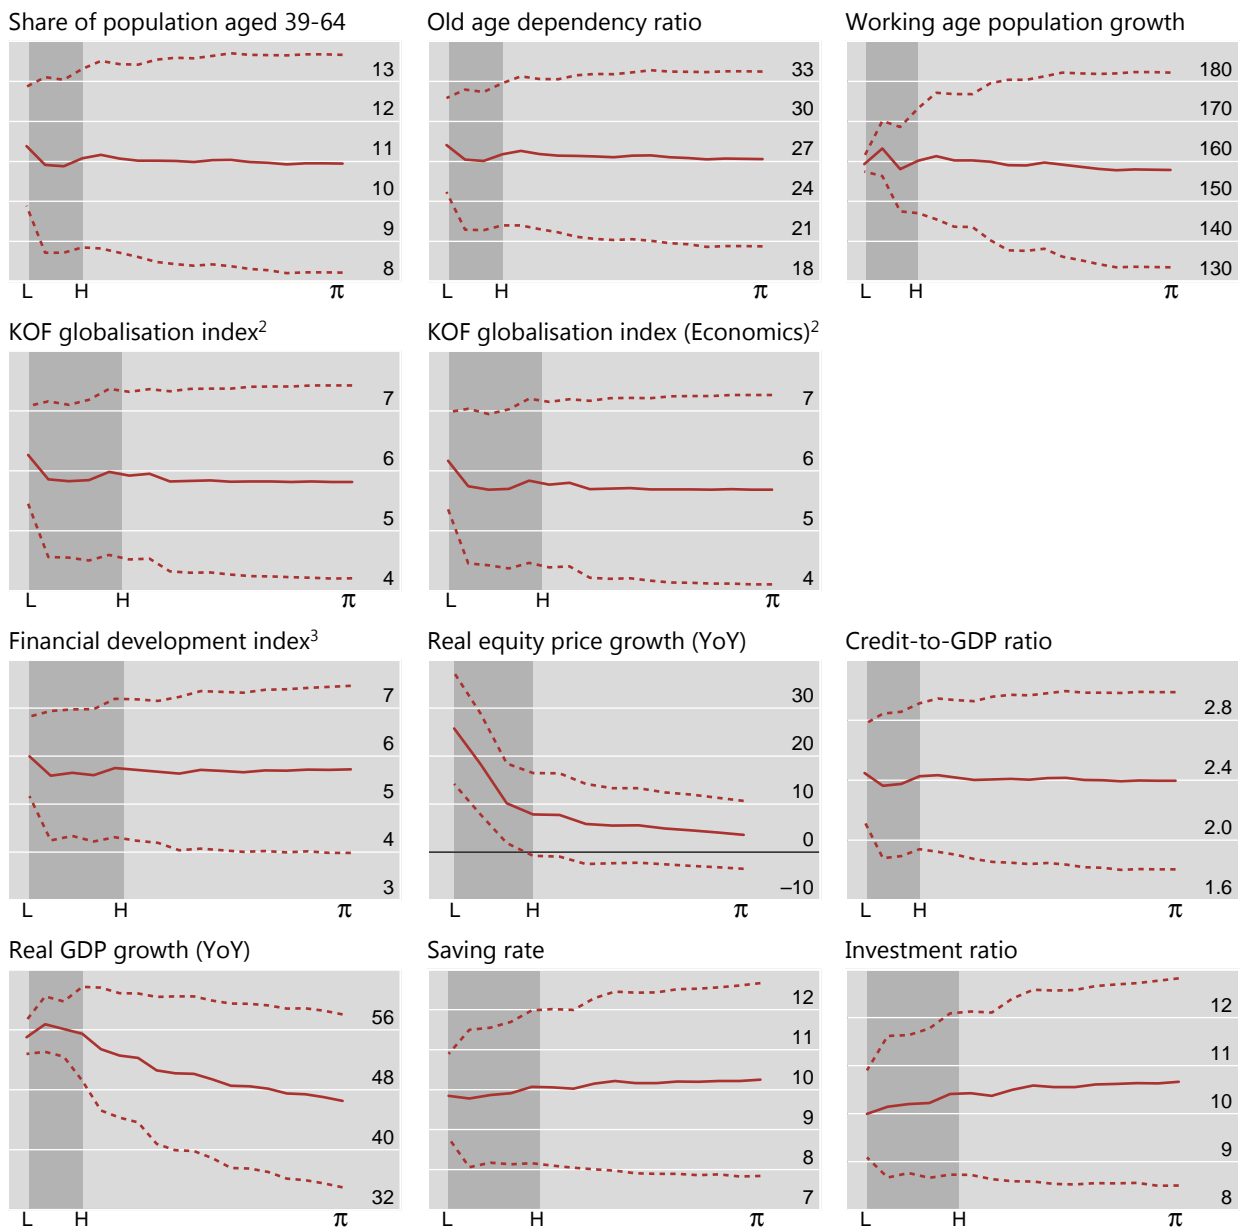 Share of population aged 39-64
Old age dependency ratio
Working age population growth
13
12
11
10
9
8
L H π
33
30
27
24
21
18
L H π
180
170
160
150
140
130
L H π
KOF globalisation index²
KOF globalisation index (Economics)²
7
6
5
4
L H π
7
6
5
4
L H π
Financial development index³
Real equity price growth (YoY)
Credit-to-GDP ratio
7
6
5
4
3
L H π
30
20
10
0
–10
L H π
2.8
2.4
2.0
1.6
L H π
Real GDP growth (YoY)
Saving rate
Investment ratio
56
48
40
32
L H π
12
11
10
9
8
7
L H π
12
11
10
9
8
L H π